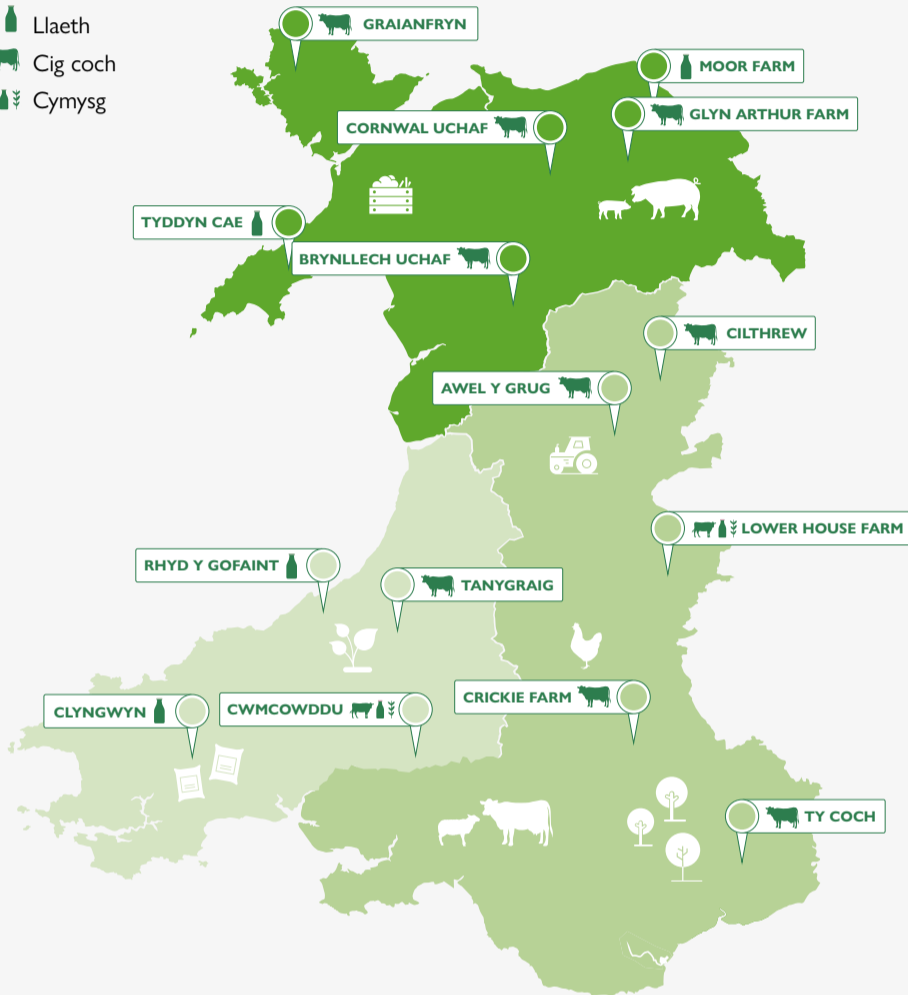 Llaeth
Cig coch
Cymysg
GRAIANFRYN
MOOR FARM
GLYN ARTHUR FARM
CORNWAL UCHAF
TYDDYN CAE
BRYNLLECH UCHAF
CILTHREW
AWEL Y GRUG
LOWER HOUSE FARM
RHYD Y GOFAINT
TANYGRAIG
CRICKIE FARM
CLYNGWYN
CWMCOWDDU
TY COCH